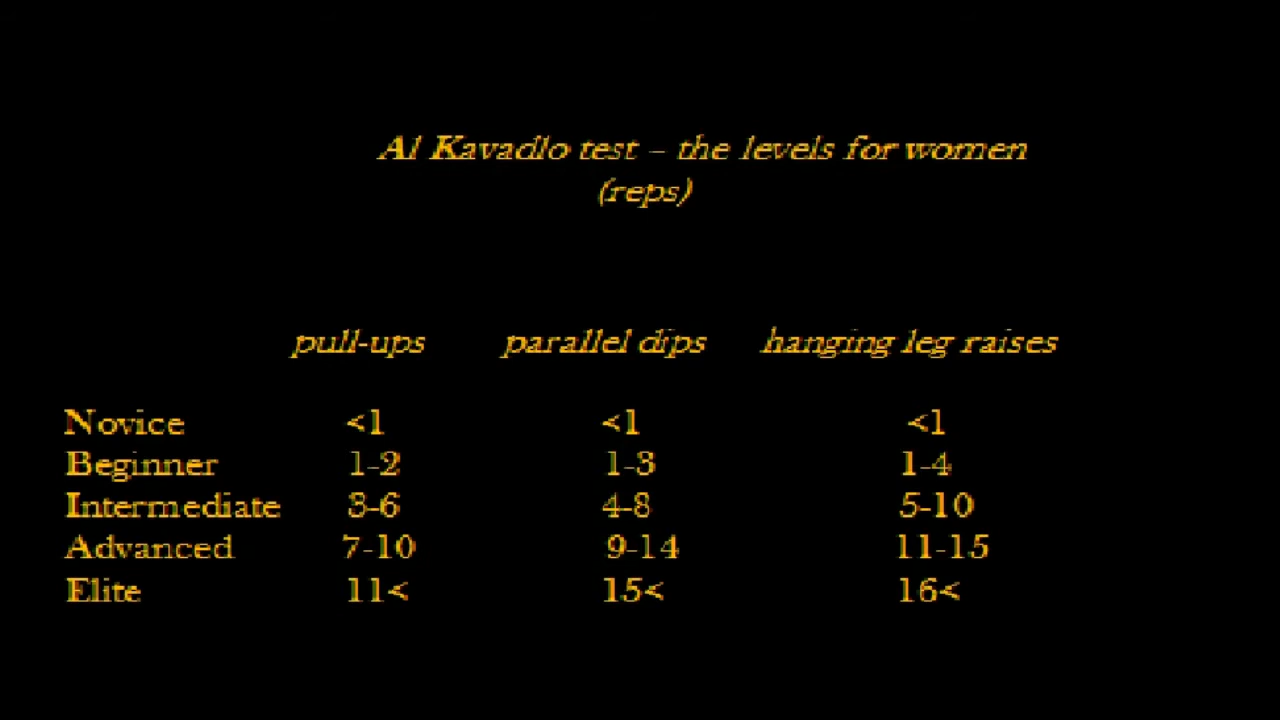 Al Kavadlo test – the levels for women
(reps)
pull-ups parallel dips hanging leg raises
Novice <1 <1 <1
Beginner 1-2 1-3 1-4
Intermediate 3-6 4-8 5-10
Advanced 7-10 9-14 11-15
Elite 11< 15< 16<